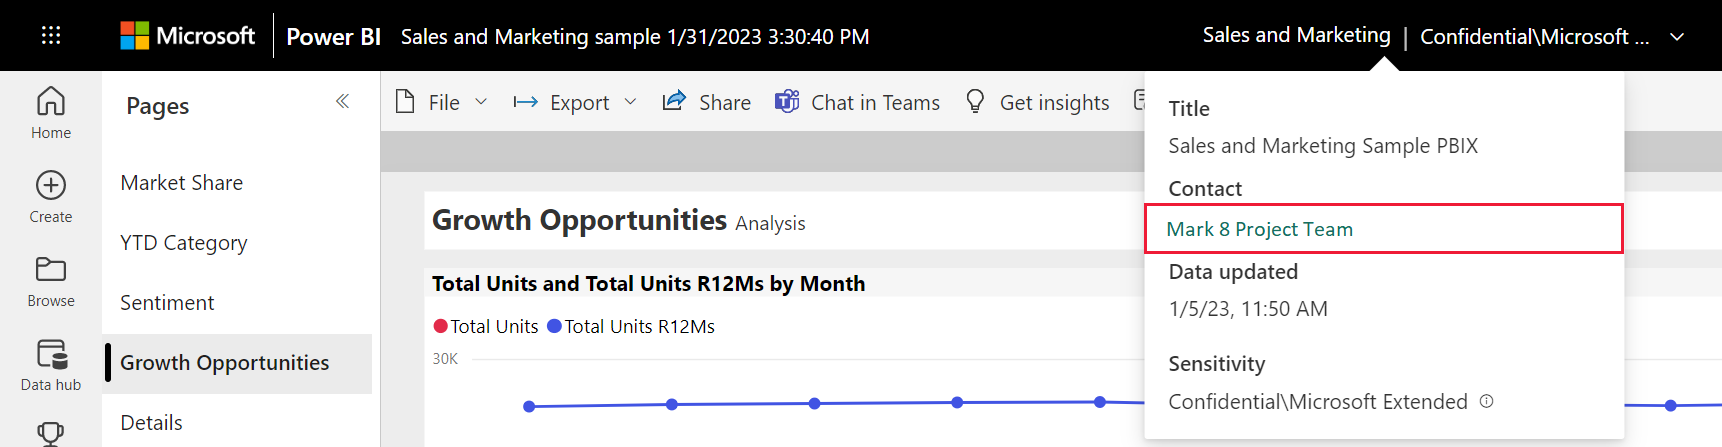 Microsoft Power BI Sales and Marketing sample 1/31/2023 3:30:40 PM Sales and Marketing | Confidential\Microsoft ...
Home
Create
Browse
Data hub
Pages
Market Share
YTD Category
Sentiment
Growth Opportunities
Details
File Export Share Chat in Teams Get insights
Growth Opportunities Analysis
Total Units and Total Units R12Ms by Month
Total Units Total Units R12Ms
30K
Title
Sales and Marketing Sample PBIX
Contact
Mark 8 Project Team
Data updated
1/5/23, 11:50 AM
Sensitivity
Confidential\Microsoft Extended